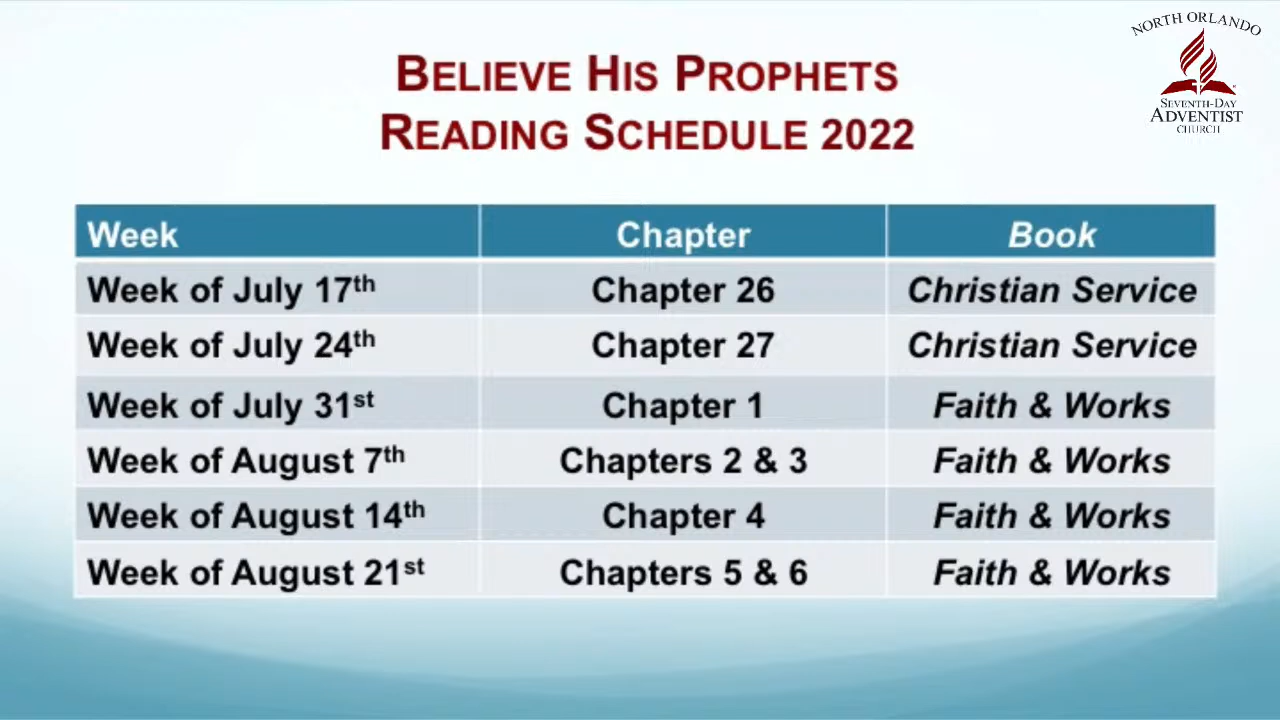 NORTH ORLANDO
SEVENTH-DAY
ADVENTIST
CHURCH
BELIEVE HIS PROPHETS
READING SCHEDULE 2022
Week Chapter Book
Week of July 17th Chapter 26 Christian Service
Week of July 24th Chapter 27 Christian Service
Week of July 31st Chapter 1 Faith & Works
Week of August 7th Chapters 2 & 3 Faith & Works
Week of August 14th Chapter 4 Faith & Works
Week of August 21st Chapters 5 & 6 Faith & Works